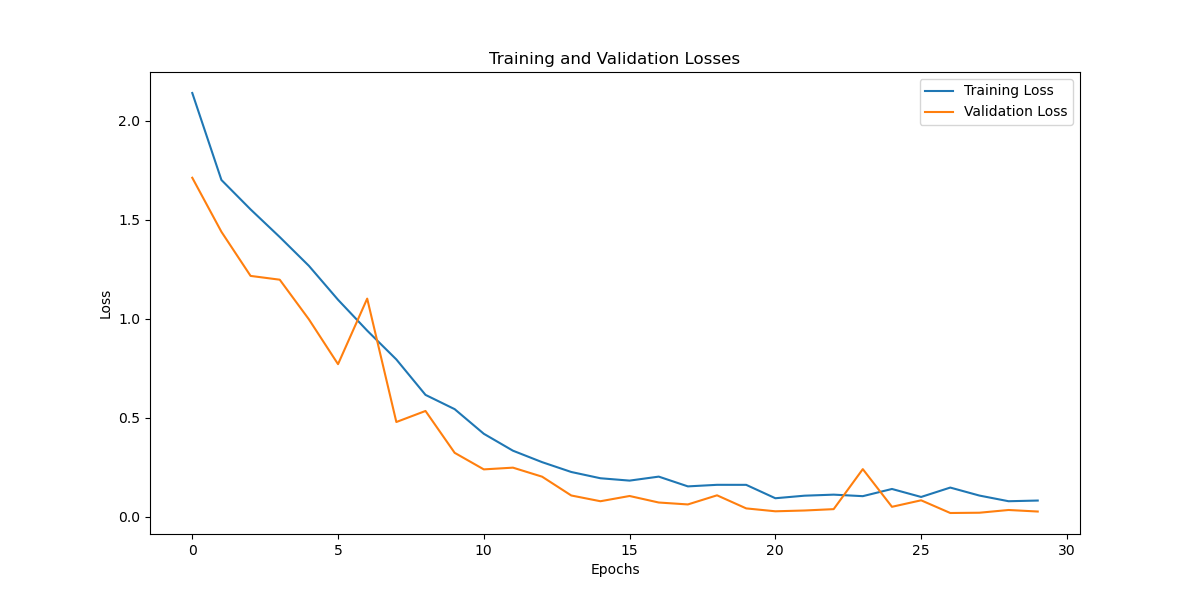 Training and Validation Losses
Training Loss
Validation Loss
2.0
1.5
1.0
0.5
0.0
Loss
0 5 10 15 20 25 30
Epochs